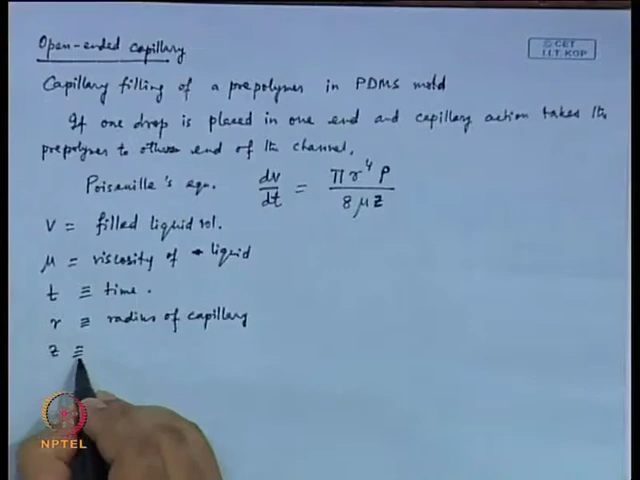 Open-ended capillary
© CET
I.I.T. KGP
Capillary filling of a prepolymer in PDMS mold
If one drop is placed in one end and capillary action takes the
prepolymer to other end of the channel.
Poiseuille's eqn. dv/dt = πr⁴P / 8μz
V = filled liquid vol.
μ = viscosity of liquid
t ≡ time.
r ≡ radius of capillary
z ≡
NPTEL